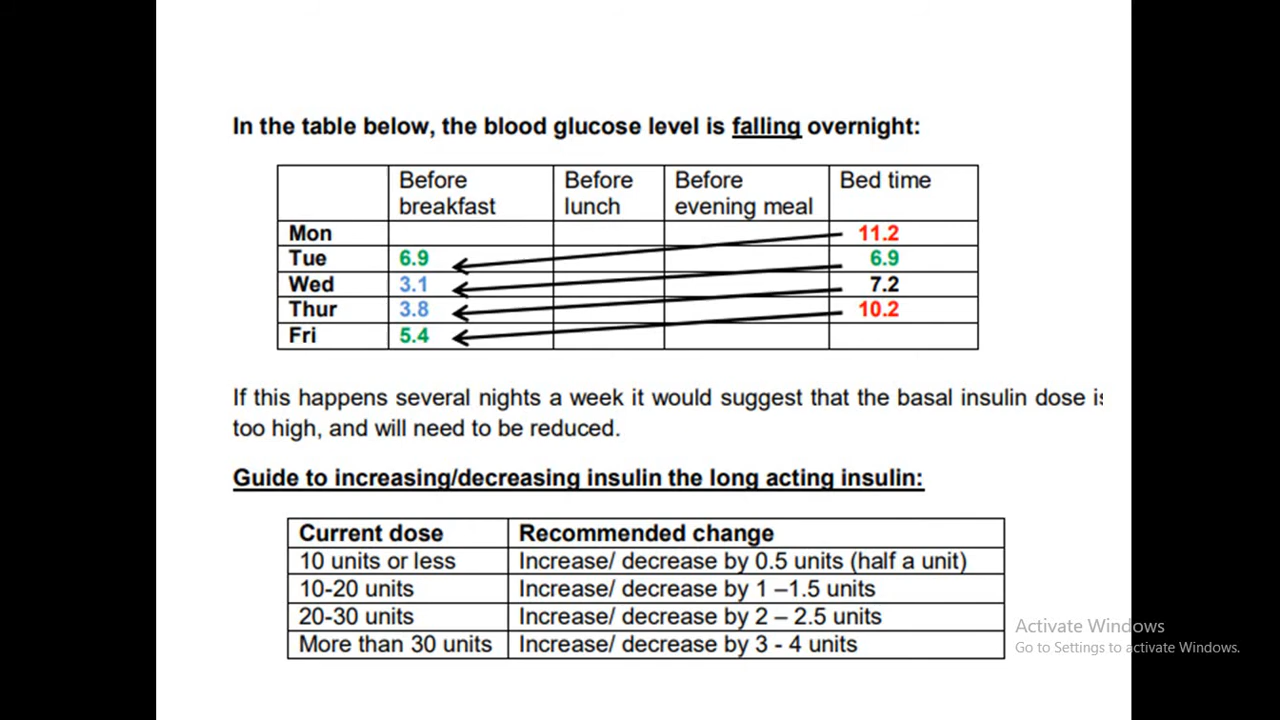 In the table below, the blood glucose level is falling overnight:
Before breakfast Before lunch Before evening meal Bed time
Mon 11.2
Tue 6.9 6.9
Wed 3.1 7.2
Thur 3.8 10.2
Fri 5.4
If this happens several nights a week it would suggest that the basal insulin dose is
too high, and will need to be reduced.
Guide to increasing/decreasing insulin the long acting insulin:
Current dose Recommended change
10 units or less Increase/ decrease by 0.5 units (half a unit)
10-20 units Increase/ decrease by 1 –1.5 units
20-30 units Increase/ decrease by 2 – 2.5 units
More than 30 units Increase/ decrease by 3 - 4 units
Activate Windows
Go to Settings to activate Windows.